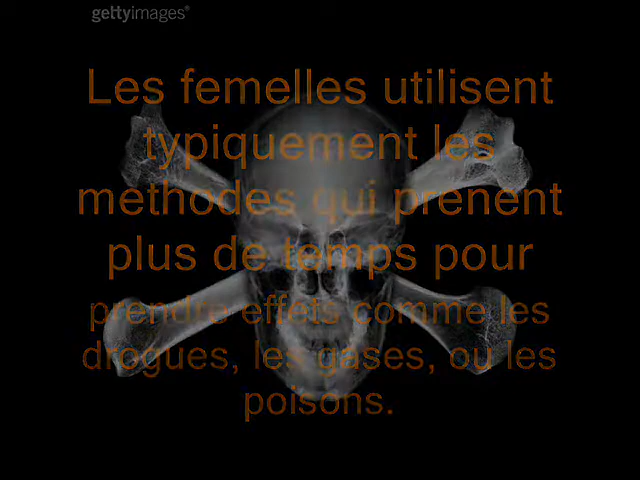 gettyimages®
Les femelles utilisent
typiquement les
méthodes qui prenent
plus de temps pour
prendre effets comme les
drogues, les gases, ou les
poisons.